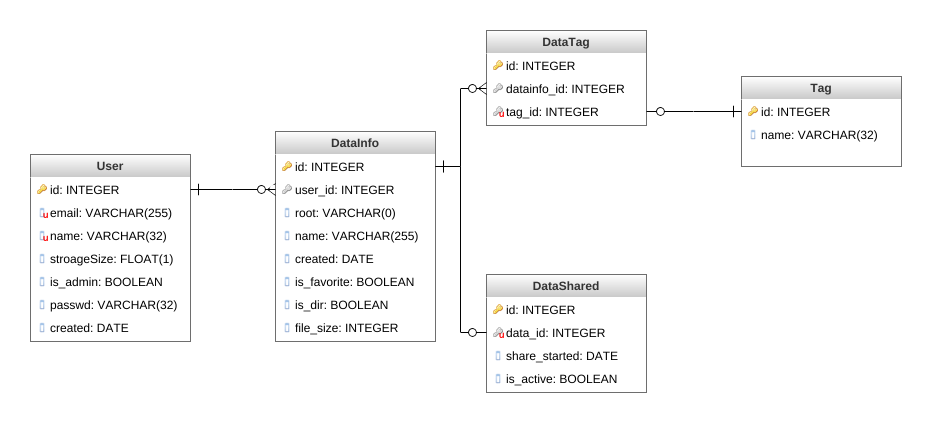 User
id: INTEGER
email: VARCHAR(255)
name: VARCHAR(32)
stroageSize: FLOAT(1)
is_admin: BOOLEAN
passwd: VARCHAR(32)
created: DATE
DataInfo
id: INTEGER
user_id: INTEGER
root: VARCHAR(0)
name: VARCHAR(255)
created: DATE
is_favorite: BOOLEAN
is_dir: BOOLEAN
file_size: INTEGER
DataTag
id: INTEGER
datainfo_id: INTEGER
tag_id: INTEGER
Tag
id: INTEGER
name: VARCHAR(32)
DataShared
id: INTEGER
data_id: INTEGER
share_started: DATE
is_active: BOOLEAN